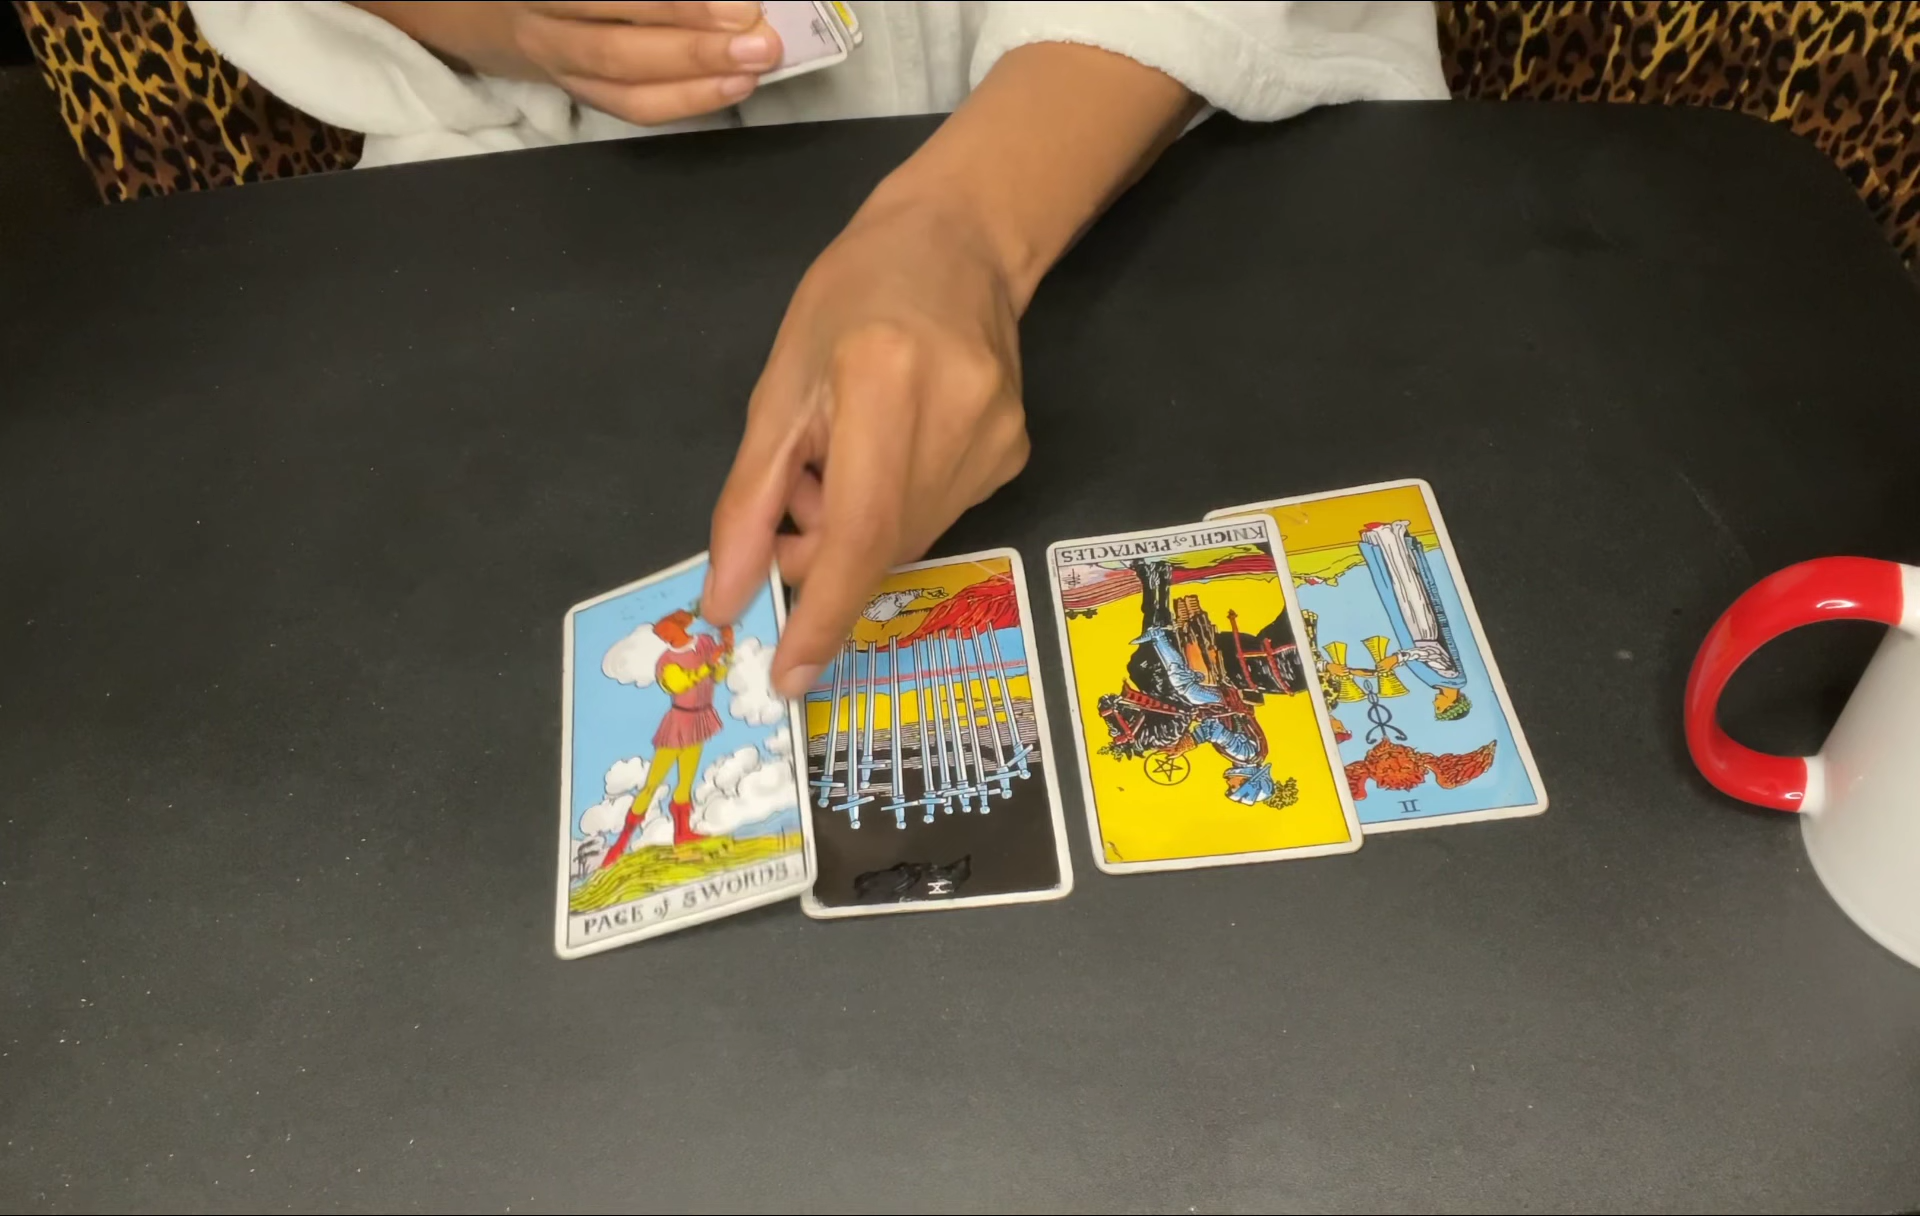 PAGE of SWORDS.
X
KNIGHT of PENTACLES
II